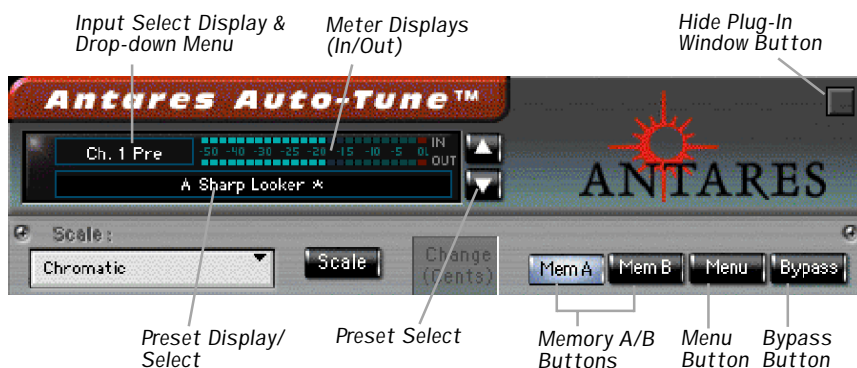 Input Select Display &
Drop-down Menu
Meter Displays
(In/Out)
Hide Plug-In
Window Button
Antares Auto-Tune™
Ch. 1 Pre
-50 -40 -30 -25 -20 -15 -10 -5 0L
IN
OUT
A Sharp Looker *
ANTARES
Scale:
Chromatic
Scale
Change
(Cents)
Mem A
Mem B
Menu
Bypass
Preset Display/
Select
Preset Select
Memory A/B
Buttons
Menu
Button
Bypass
Button